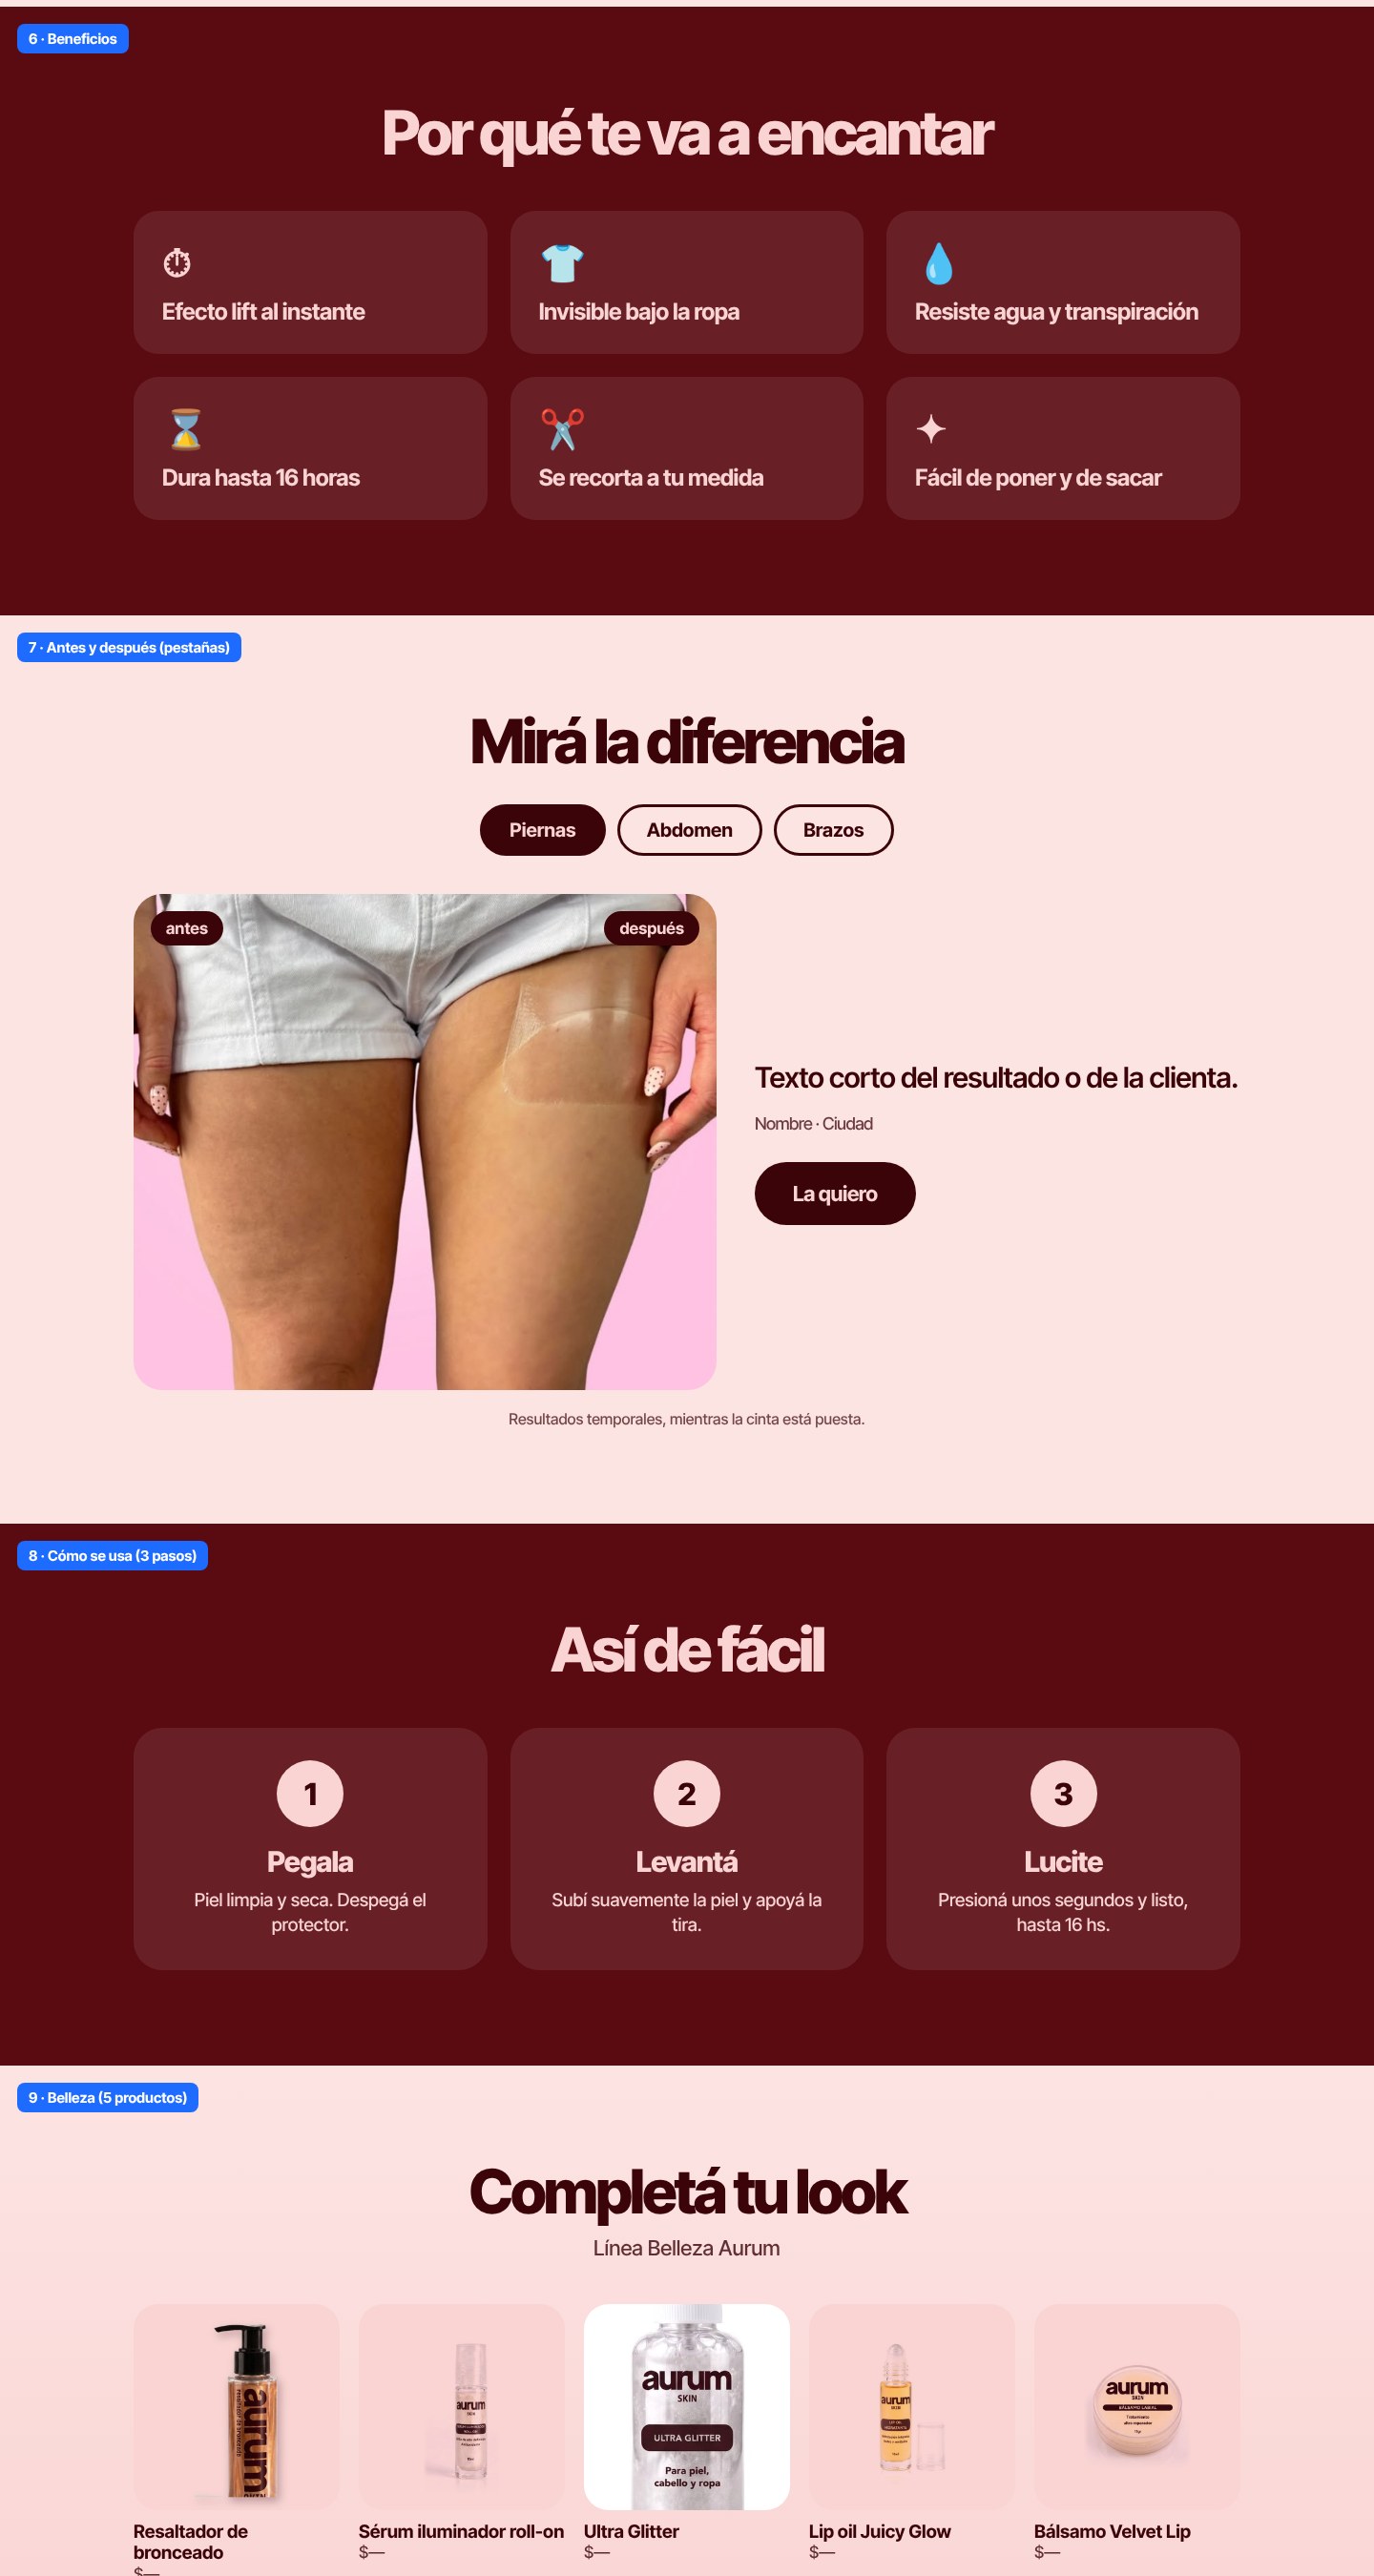 6 · Beneficios
Por qué te va a encantar
Efecto lift al instante
Invisible bajo la ropa
Resiste agua y transpiración
Dura hasta 16 horas
Se recorta a tu medida
Fácil de poner y de sacar
7 · Antes y después (pestañas)
Mirá la diferencia
Piernas
Abdomen
Brazos
antes
después
Texto corto del resultado o de la clienta.
Nombre · Ciudad
La quiero
Resultados temporales, mientras la cinta está puesta.
8 · Cómo se usa (3 pasos)
Así de fácil
1
2
3
Pegala
Piel limpia y seca. Despegá el
protector.
Levantá
Subí suavemente la piel y apoyá la
tira.
Lucite
Presioná unos segundos y listo,
hasta 16 hs.
9 · Belleza (5 productos)
Completá tu look
Línea Belleza Aurum
aurum
aurum
aurum
SKIN
ULTRA GLITTER
Para piel,
cabello y ropa
aurum
aurum
SKIN
BÁLSAMO LABIAL
Resaltador de
bronceado
$—
Sérum iluminador roll-on
$—
Ultra Glitter
$—
Lip oil Juicy Glow
$—
Bálsamo Velvet Lip
$—